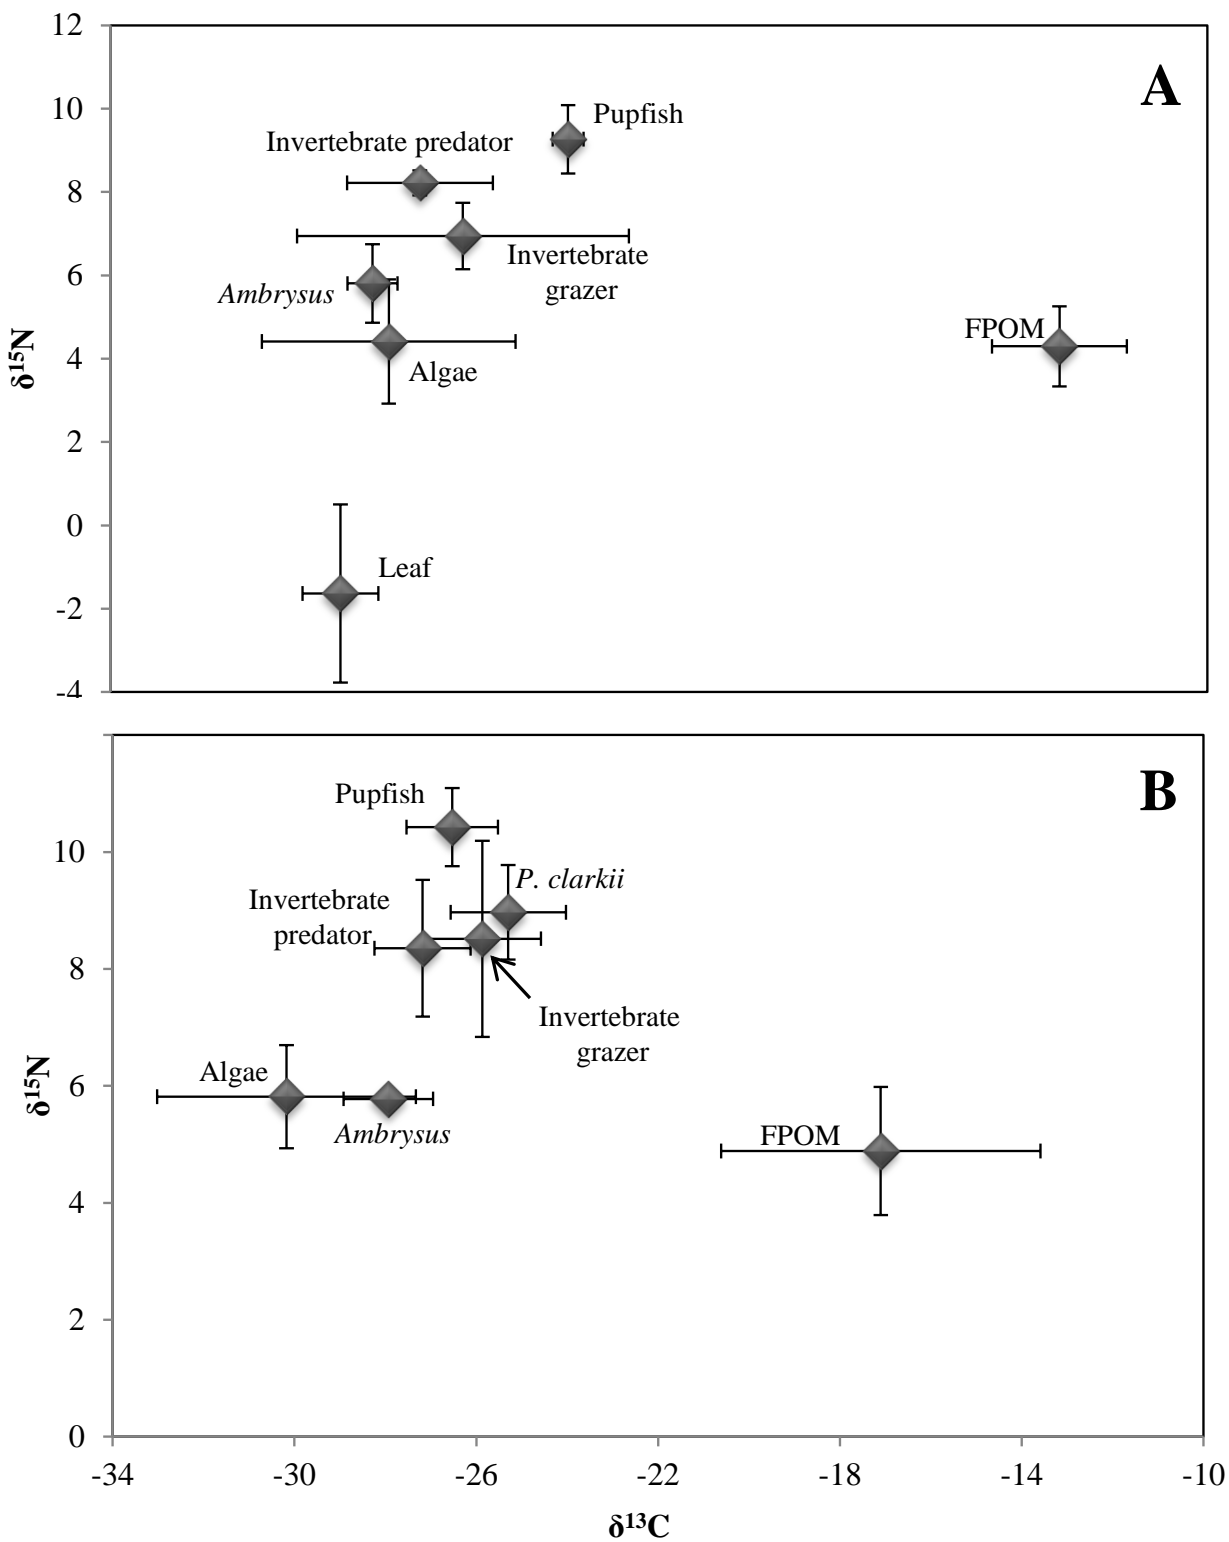 12
A
10
Pupfish
Invertebrate predator
8
Invertebrate
grazer
6
Ambrysus
FPOM
δ¹⁵N
4
Algae
2
0
Leaf
-2
-4
B
Pupfish
10
P. clarkii
Invertebrate
predator
8
Invertebrate
grazer
δ¹⁵N
6
Algae
Ambrysus
FPOM
4
2
0
-34 -30 -26 -22 -18 -14 -10
δ¹³C